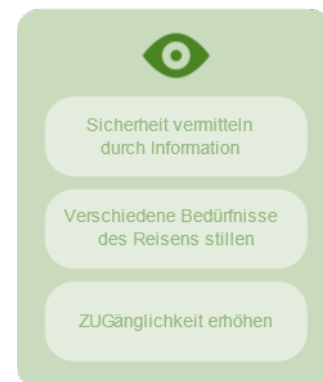 Sicherheit vermitteln
durch Information
Verschiedene Bedürfnisse
des Reisens stillen
ZUGänglichkeit erhöhen